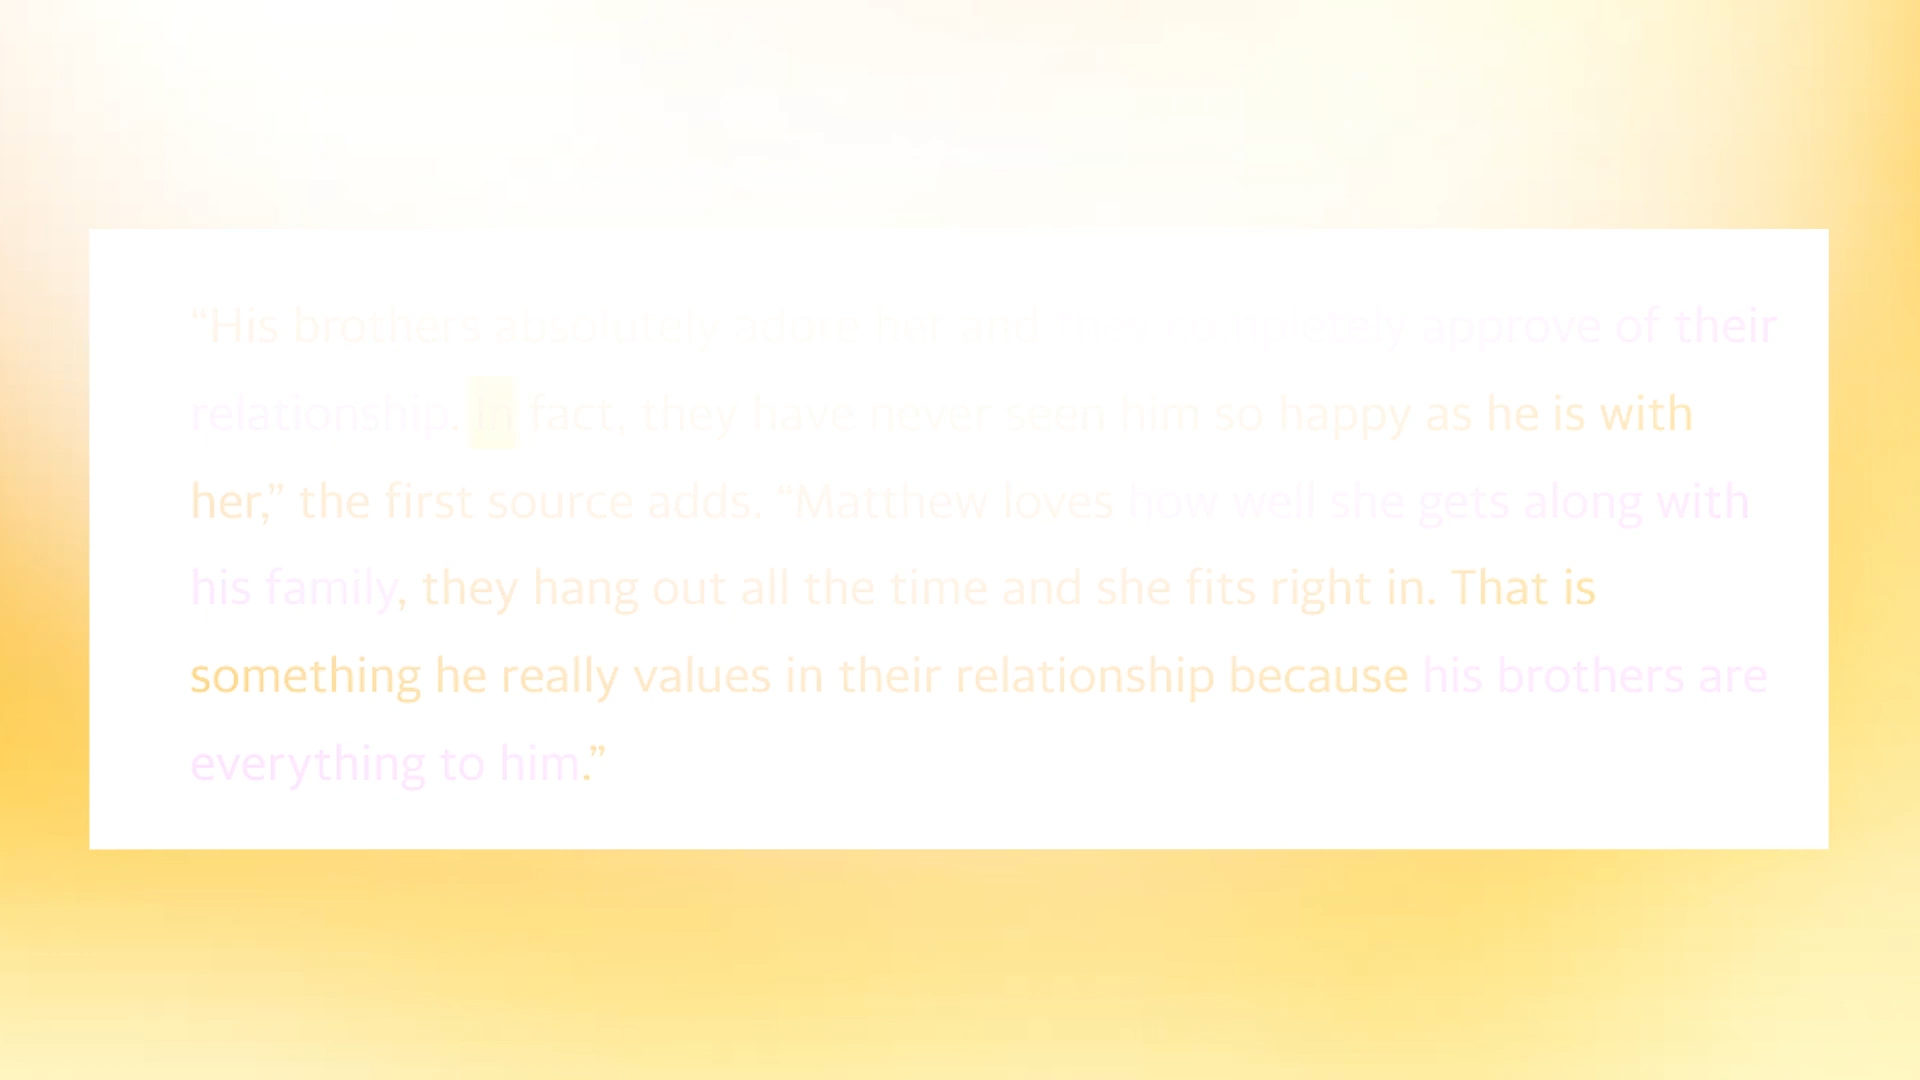 “His brothers absolutely adore her and they completely approve of their
relationship. In fact, they have never seen him so happy as he is with
her,” the first source adds. “Matthew loves how well she gets along with
his family, they hang out all the time and she fits right in. That is
something he really values in their relationship because his brothers are
everything to him.”